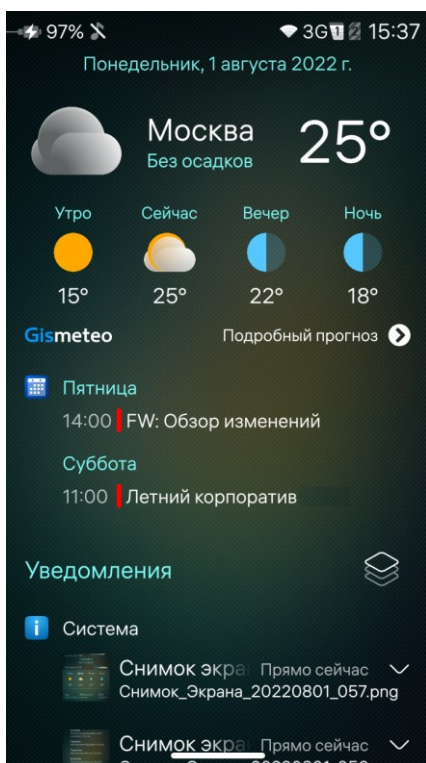 97% 3G 1 2 15:37
Понедельник, 1 августа 2022 г.
Москва 25°
Без осадков
Утро Сейчас Вечер Ночь
15° 25° 22° 18°
Gismeteo Подробный прогноз
Пятница
14:00 FW: Обзор изменений
Суббота
11:00 Летний корпоратив
Уведомления
i Система
Снимок экра Прямо сейчас
Снимок_Экрана_20220801_057.png
Снимок экра Прямо сейчас